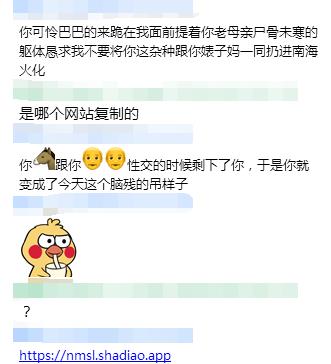 你可怜巴巴的来跪在我面前提着你老母亲尸骨未寒的
躯体恳求我不要将你这杂种跟你婊子妈一同扔进南海
火化
是哪个网站复制的
你🐴跟你👨‍🦲👨‍🦲性交的时候剩下了你，于是你就
变成了今天这个脑残的吊样子
？
https://nmsl.shadiao.app